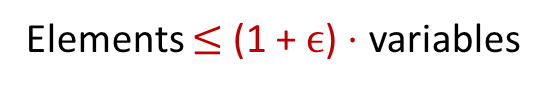 Elements ≤ (1 + ϵ) · variables